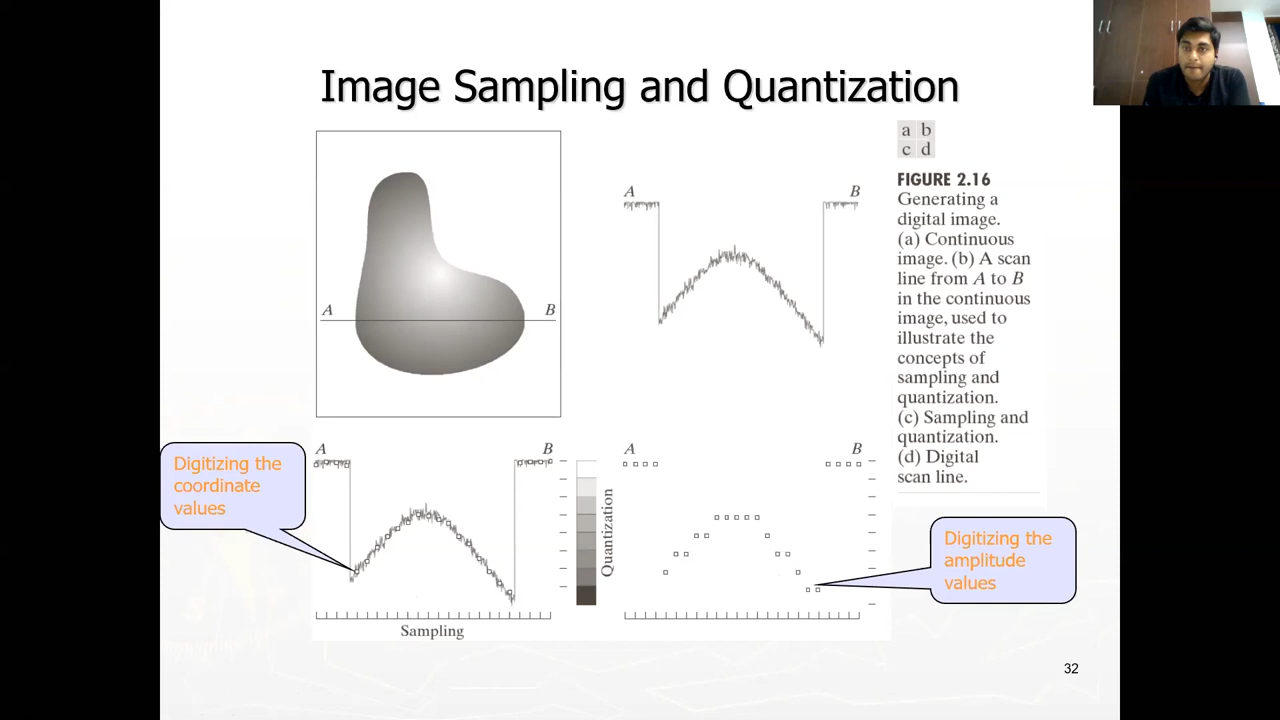 Image Sampling and Quantization
a b
c d
FIGURE 2.16
Generating a
digital image.
(a) Continuous
image. (b) A scan
line from A to B
in the continuous
image, used to
illustrate the
concepts of
sampling and
quantization.
(c) Sampling and
quantization.
(d) Digital
scan line.
A B
A B
A B
Quantization
Sampling
A B
Digitizing the
coordinate
values
Digitizing the
amplitude
values
32